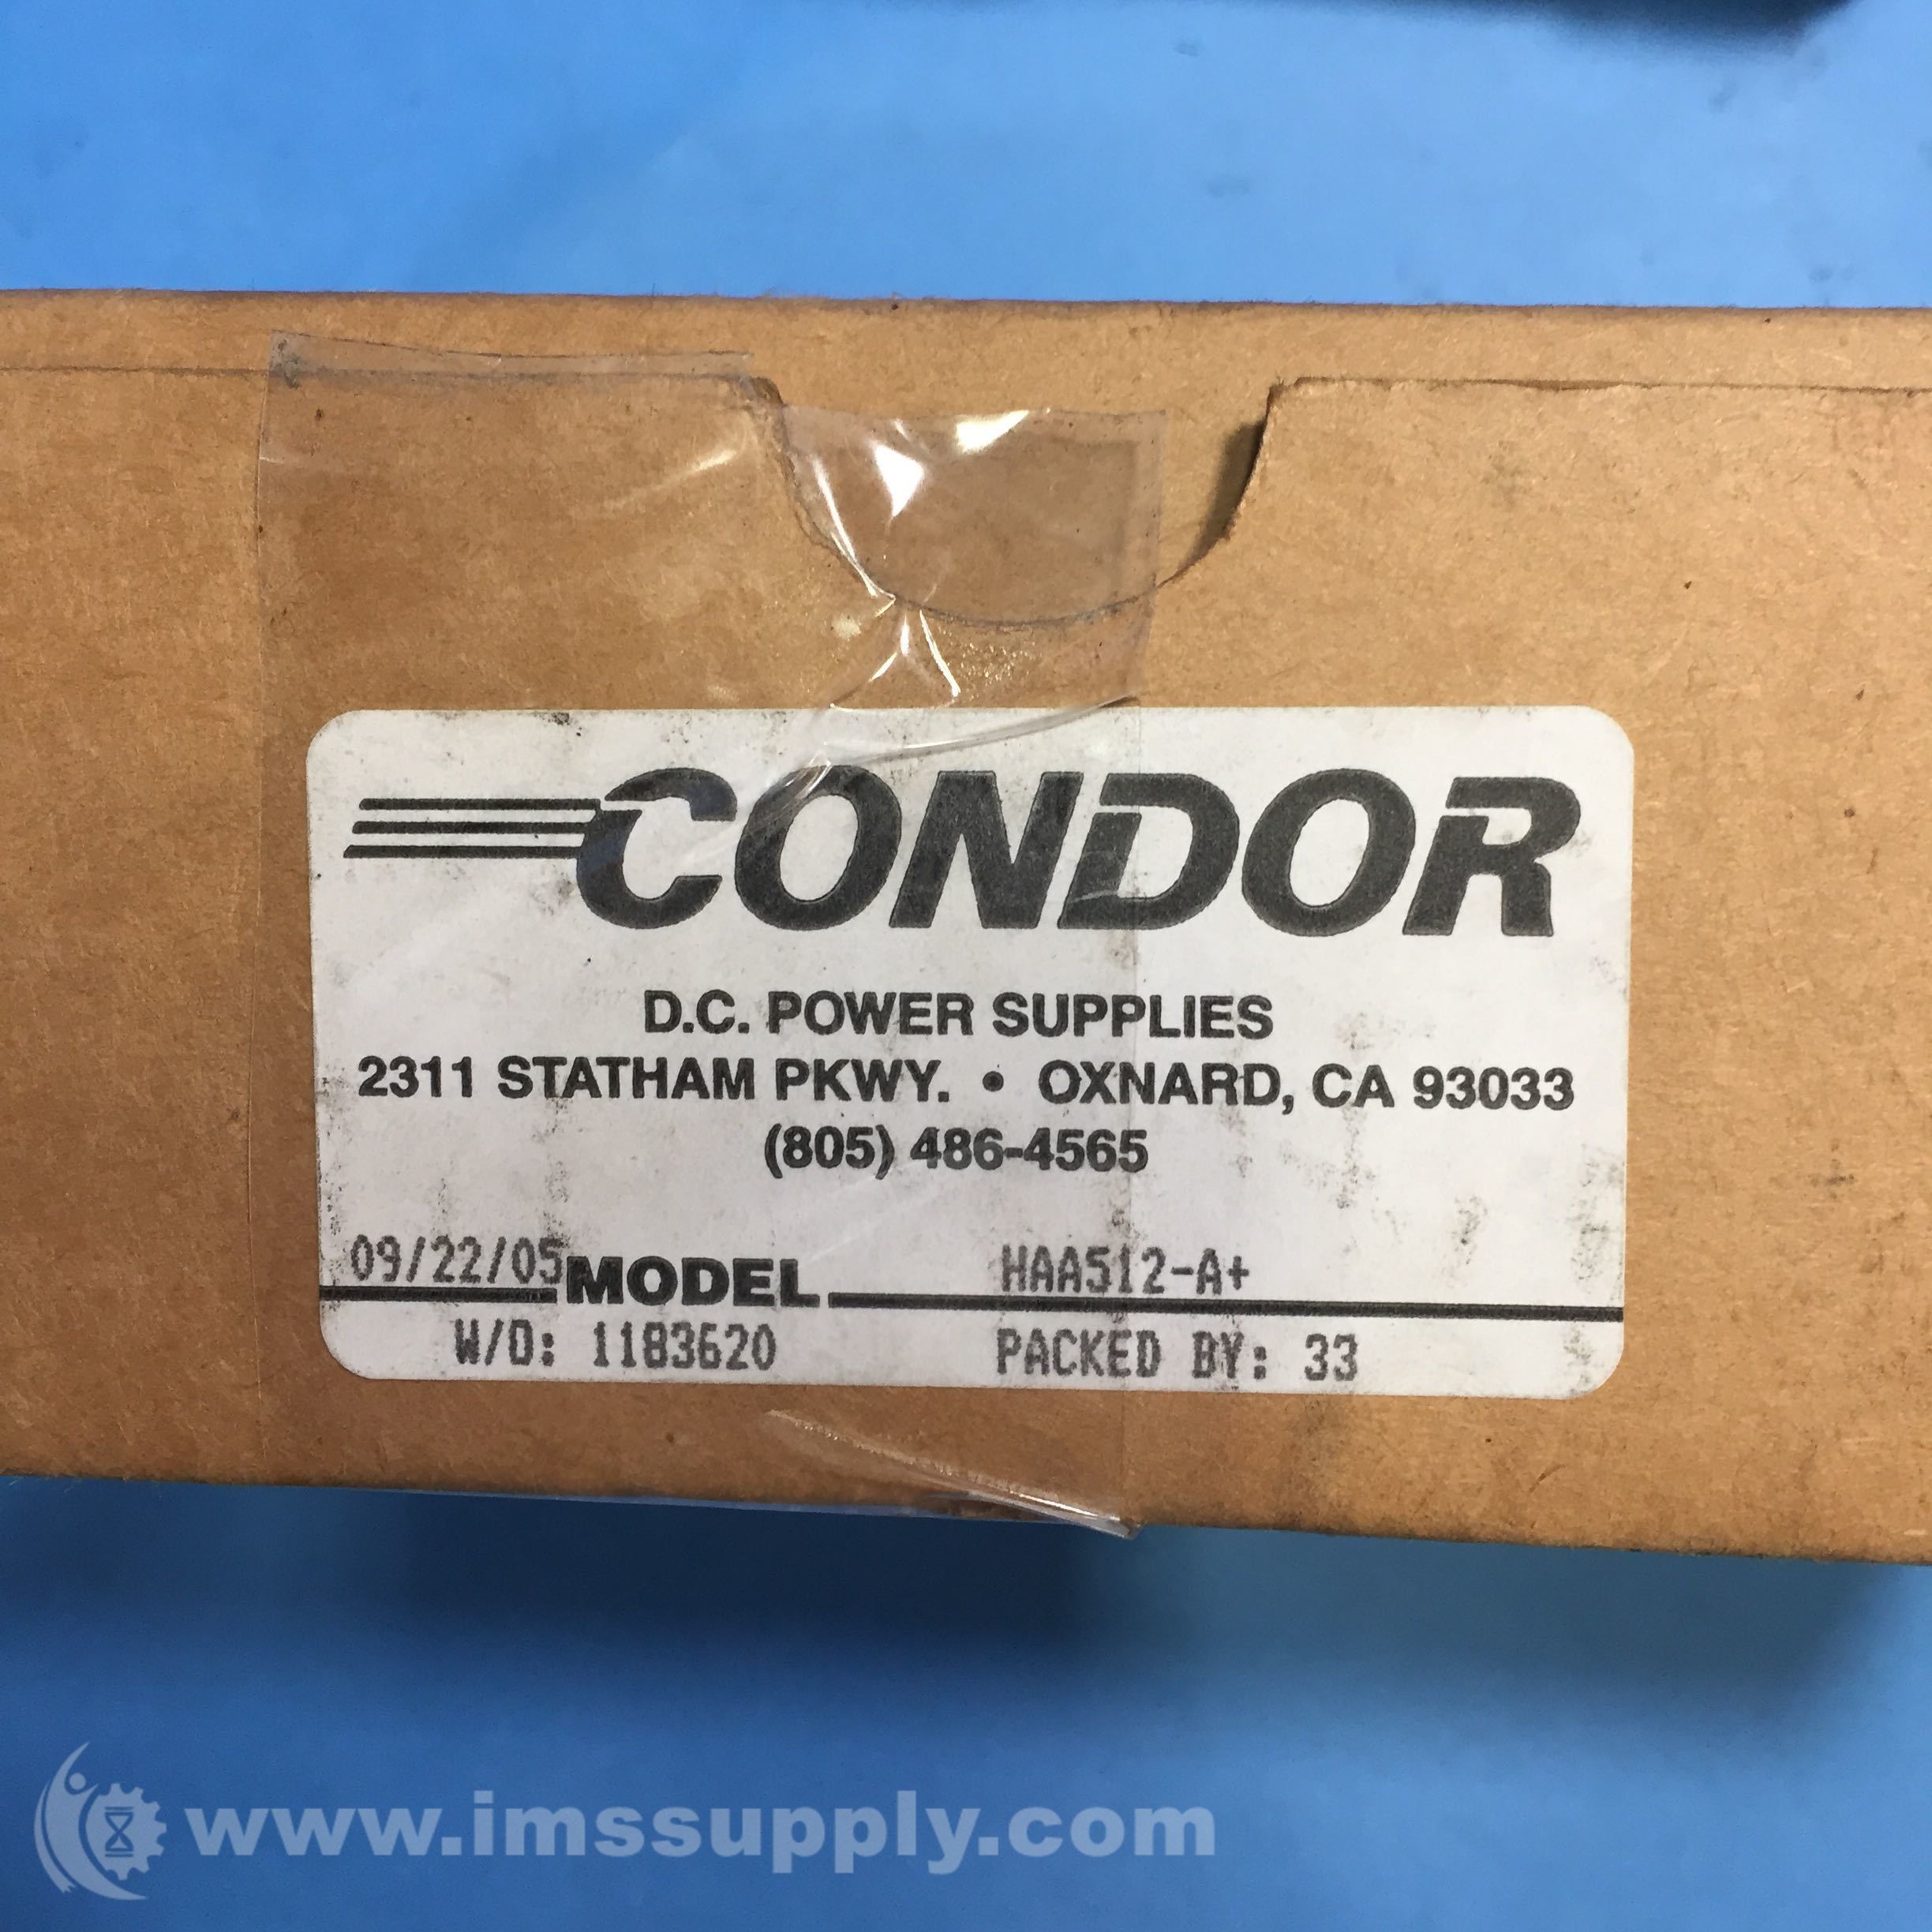 CONDOR
D.C. POWER SUPPLIES
2311 STATHAM PKWY. • OXNARD, CA 93033
(805) 486-4565
09/22/05 MODEL HAA512-A+
W/O: 1183620 PACKED BY: 33
www.imssupply.com